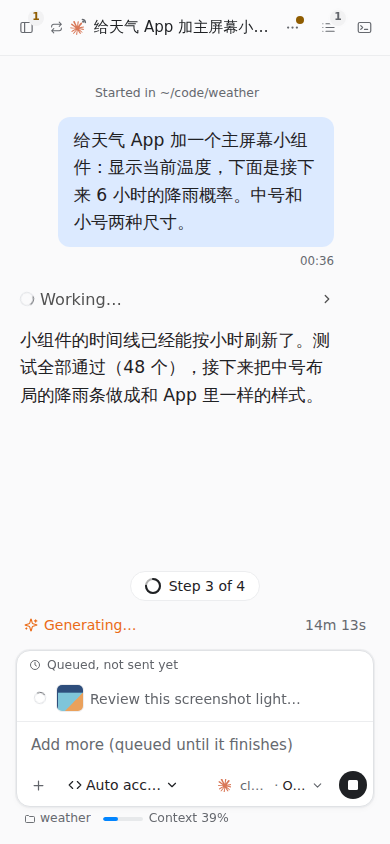 1
给天气 App 加主屏幕小...
1
Started in ~/code/weather
给天气 App 加一个主屏幕小组
件：显示当前温度，下面是接下
来 6 小时的降雨概率。中号和
小号两种尺寸。
00:36
Working...
小组件的时间线已经能按小时刷新了。测
试全部通过（48 个），接下来把中号布
局的降雨条做成和 App 里一样的样式。
Step 3 of 4
Generating... 14m 13s
Queued, not sent yet
Review this screenshot light...
Add more (queued until it finishes)
Auto acc... cl... · O...
weather Context 39%